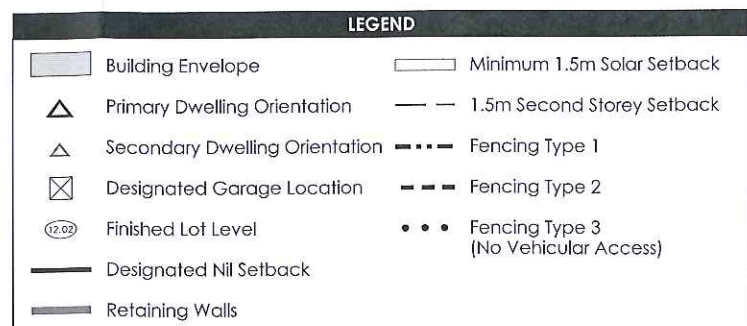 LEGEND
Building Envelope
Primary Dwelling Orientation
Secondary Dwelling Orientation
Designated Garage Location
12.02 Finished Lot Level
Designated Nil Setback
Retaining Walls
Minimum 1.5m Solar Setback
1.5m Second Storey Setback
Fencing Type 1
Fencing Type 2
Fencing Type 3
(No Vehicular Access)